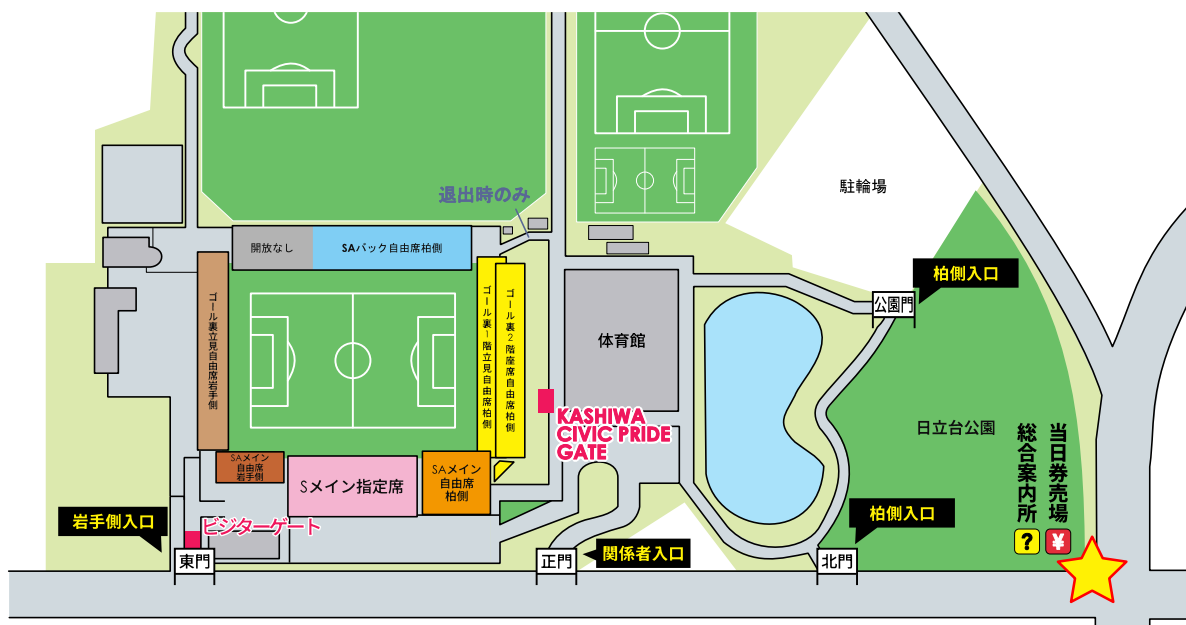 退出時のみ
駐輪場
開放なし
SAバック自由席柏側
柏側入口
公園門
ゴール裏立見自由席岩手側
ゴール裏1階立見自由席柏側
ゴール裏2階座席自由席柏側
体育館
KASHIWA
CIVIC PRIDE
GATE
日立台公園
当日券売場
総合案内所
?
¥
SAメイン
自由席
岩手側
Sメイン指定席
SAメイン
自由席
柏側
岩手側入口
ビジターゲート
柏側入口
東門
正門
関係者入口
北門